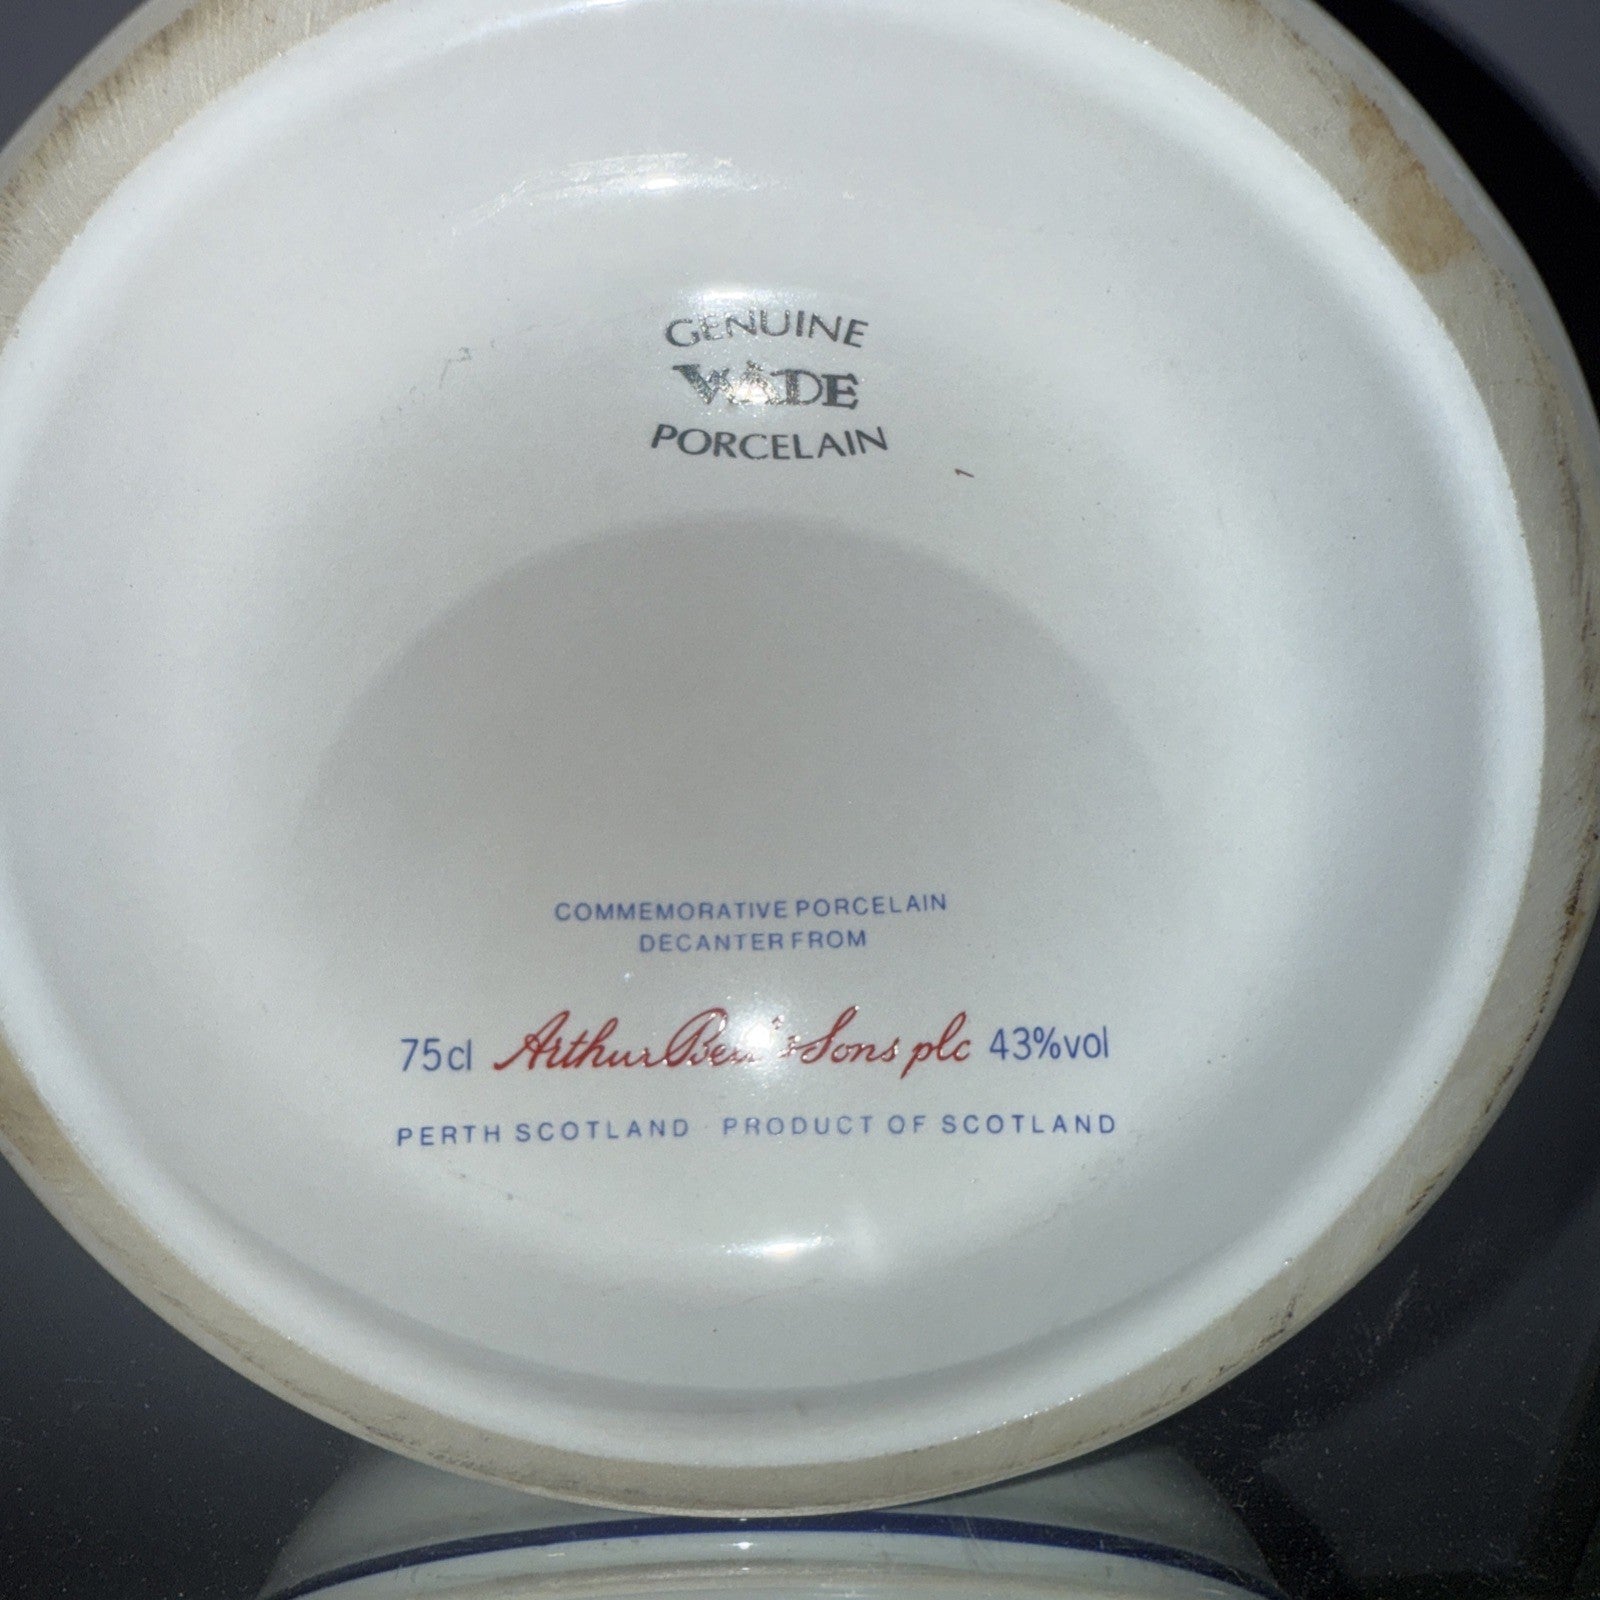 GENUINE
WADE
PORCELAIN
COMMEMORATIVE PORCELAIN
DECANTER FROM
75cl Arthur Bell & Sons plc 43%vol
PERTH SCOTLAND · PRODUCT OF SCOTLAND